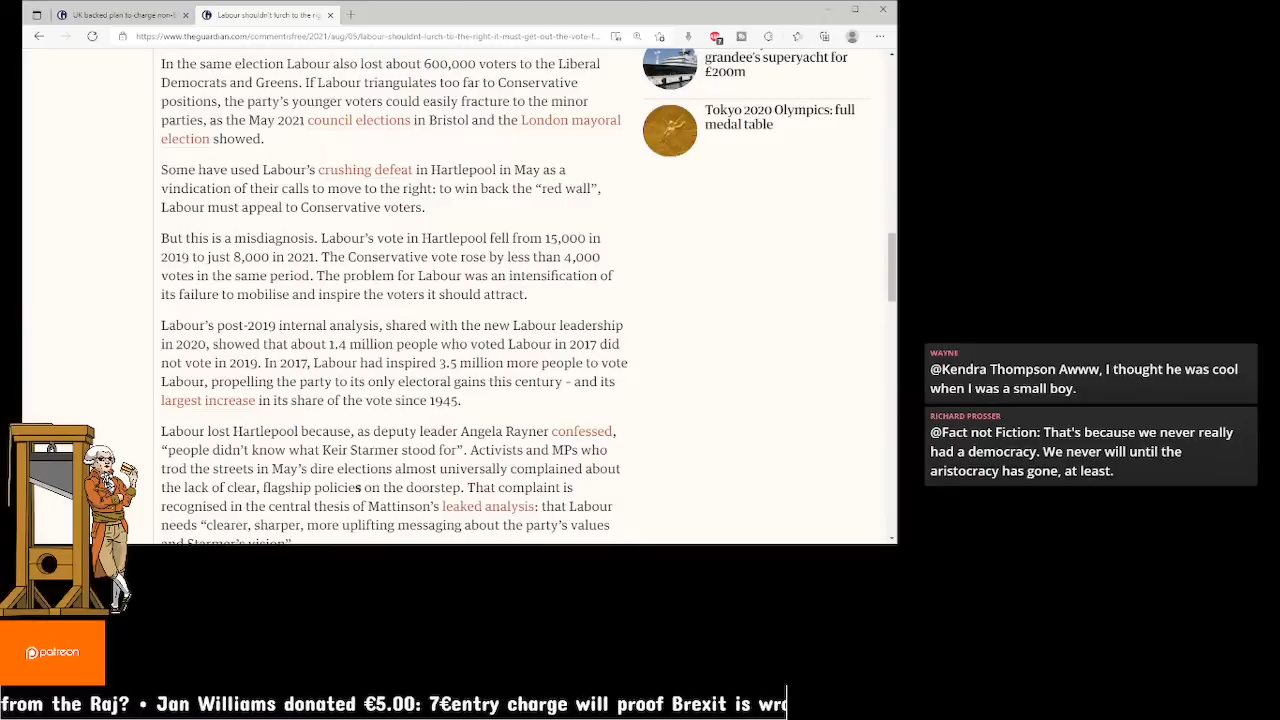 UK backed plan to charge non-E
Labour shouldn't lurch to the rig
https://www.theguardian.com/commentisfree/2021/aug/05/labour-shouldnt-lurch-to-the-right-it-must-get-out-the-vote-f...
In the same election Labour also lost about 600,000 voters to the Liberal
Democrats and Greens. If Labour triangulates too far to Conservative
positions, the party's younger voters could easily fracture to the minor
parties, as the May 2021 council elections in Bristol and the London mayoral
election showed.
Some have used Labour's crushing defeat in Hartlepool in May as a
vindication of their calls to move to the right: to win back the “red wall”,
Labour must appeal to Conservative voters.
But this is a misdiagnosis. Labour's vote in Hartlepool fell from 15,000 in
2019 to just 8,000 in 2021. The Conservative vote rose by less than 4,000
votes in the same period. The problem for Labour was an intensification of
its failure to mobilise and inspire the voters it should attract.
Labour's post-2019 internal analysis, shared with the new Labour leadership
in 2020, showed that about 1.4 million people who voted Labour in 2017 did
not vote in 2019. In 2017, Labour had inspired 3.5 million more people to vote
Labour, propelling the party to its only electoral gains this century – and its
largest increase in its share of the vote since 1945.
Labour lost Hartlepool because, as deputy leader Angela Rayner confessed,
“people didn't know what Keir Starmer stood for”. Activists and MPs who
trod the streets in May's dire elections almost universally complained about
the lack of clear, flagship policies on the doorstep. That complaint is
recognised in the central thesis of Mattinson's leaked analysis: that Labour
needs “clearer, sharper, more uplifting messaging about the party's values
and Starmer's vision”
grandee's superyacht for
£200m
Tokyo 2020 Olympics: full
medal table
WAYNE
@Kendra Thompson Awww, I thought he was cool
when I was a small boy.
RICHARD PROSSER
@Fact not Fiction: That's because we never really
had a democracy. We never will until the
aristocracy has gone, at least.
patreon
from the Raj? • Jan Williams donated €5.00: 7€entry charge will proof Brexit is wro